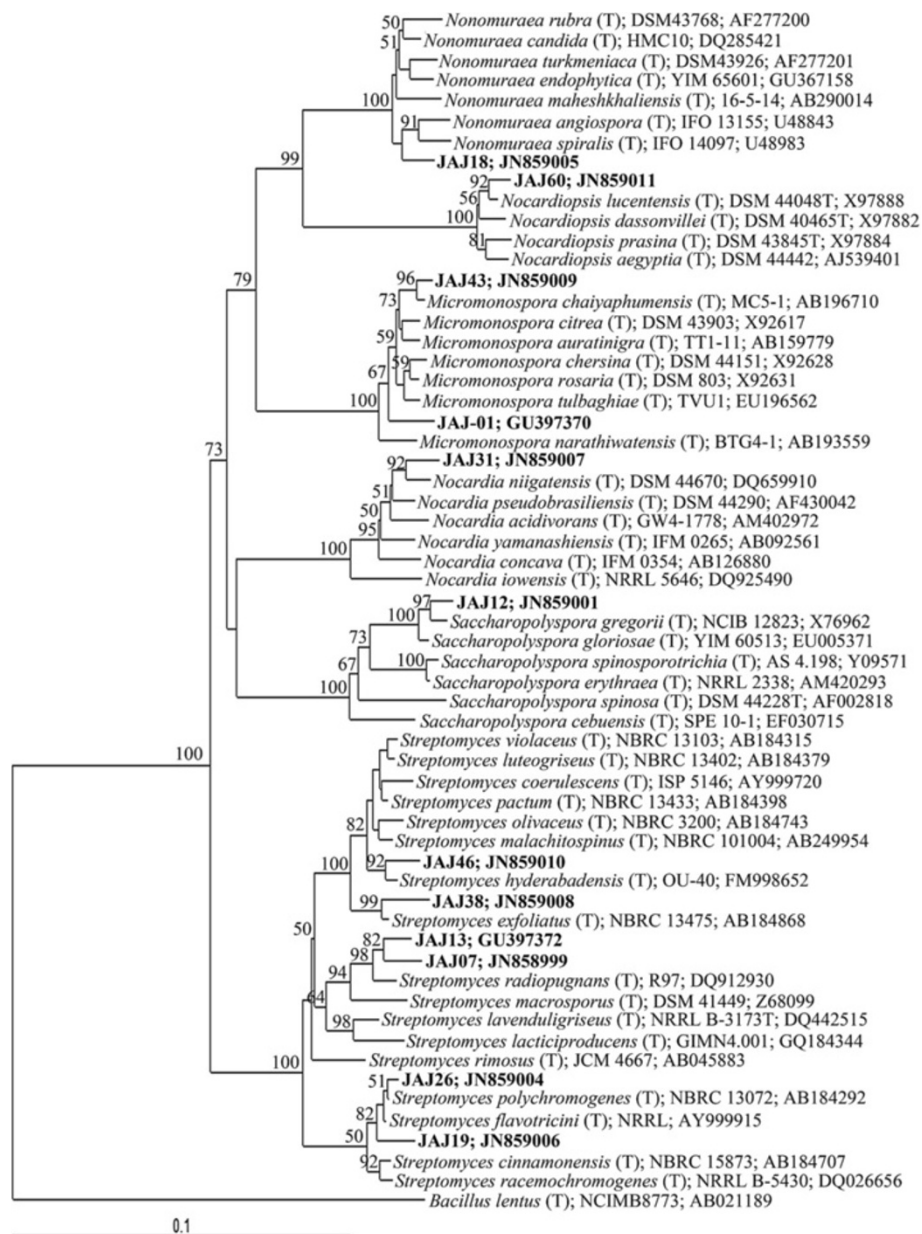 50
Nonomuraea rubra (T); DSM43768; AF277200
51
Nonomuraea candida (T); HMC10; DQ285421
Nonomuraea turkmeniaca (T); DSM43926; AF277201
Nonomuraea endophytica (T); YIM 65601; GU367158
100
Nonomuraea maheshkhaliensis (T); 16-5-14; AB290014
91
Nonomuraea angiospora (T); IFO 13155; U48843
Nonomuraea spiralis (T); IFO 14097; U48983
99
JAJ18; JN859005
92
JAJ60; JN859011
56
Nocardiopsis lucentensis (T); DSM 44048T; X97888
100
Nocardiopsis dassonvillei (T); DSM 40465T; X97882
81
Nocardiopsis prasina (T); DSM 43845T; X97884
Nocardiopsis aegyptia (T); DSM 44442; AJ539401
79
96
JAJ43; JN859009
73
Micromonospora chaiyaphumensis (T); MC5-1; AB196710
Micromonospora citrea (T); DSM 43903; X92617
59
Micromonospora auratinigra (T); TT1-11; AB159779
59
Micromonospora chersina (T); DSM 44151; X92628
67
Micromonospora rosaria (T); DSM 803; X92631
100
Micromonospora tulbaghiae (T); TVU1; EU196562
JAJ-01; GU397370
Micromonospora narathiwatensis (T); BTG4-1; AB193559
73
92
JAJ31; JN859007
Nocardia niigatensis (T); DSM 44670; DQ659910
51
Nocardia pseudobrasiliensis (T); DSM 44290; AF430042
50
Nocardia acidivorans (T); GW4-1778; AM402972
95
Nocardia yamanashiensis (T); IFM 0265; AB092561
100
Nocardia concava (T); IFM 0354; AB126880
Nocardia iowensis (T); NRRL 5646; DQ925490
97
JAJ12; JN859001
100
Saccharopolyspora gregorii (T); NCIB 12823; X76962
73
Saccharopolyspora gloriosae (T); YIM 60513; EU005371
67
100
Saccharopolyspora spinosporotrichia (T); AS 4.198; Y09571
100
Saccharopolyspora erythraea (T); NRRL 2338; AM420293
Saccharopolyspora spinosa (T); DSM 44228T; AF002818
Saccharopolyspora cebuensis (T); SPE 10-1; EF030715
Streptomyces violaceus (T); NBRC 13103; AB184315
100
Streptomyces luteogriseus (T); NBRC 13402; AB184379
Streptomyces coerulescens (T); ISP 5146; AY999720
Streptomyces pactum (T); NBRC 13433; AB184398
82
Streptomyces olivaceus (T); NBRC 3200; AB184743
Streptomyces malachitospinus (T); NBRC 101004; AB249954
100
92
JAJ46; JN859010
Streptomyces hyderabadensis (T); OU-40; FM998652
99
JAJ38; JN859008
Streptomyces exfoliatus (T); NBRC 13475; AB184868
50
82
JAJ13; GU397372
98
JAJ07; JN858999
94
Streptomyces radiopugnans (T); R97; DQ912930
64
Streptomyces macrosporus (T); DSM 41449; Z68099
98
Streptomyces lavenduligriseus (T); NRRL B-3173T; DQ442515
Streptomyces lacticiproducens (T); GIMN4.001; GQ184344
100
Streptomyces rimosus (T); JCM 4667; AB045883
51
JAJ26; JN859004
Streptomyces polychromogenes (T); NBRC 13072; AB184292
82
Streptomyces flavotricini (T); NRRL; AY999915
50
JAJ19; JN859006
92
Streptomyces cinnamonensis (T); NBRC 15873; AB184707
Streptomyces racemochromogenes (T); NRRL B-5430; DQ026656
Bacillus lentus (T); NCIMB8773; AB021189
0.1